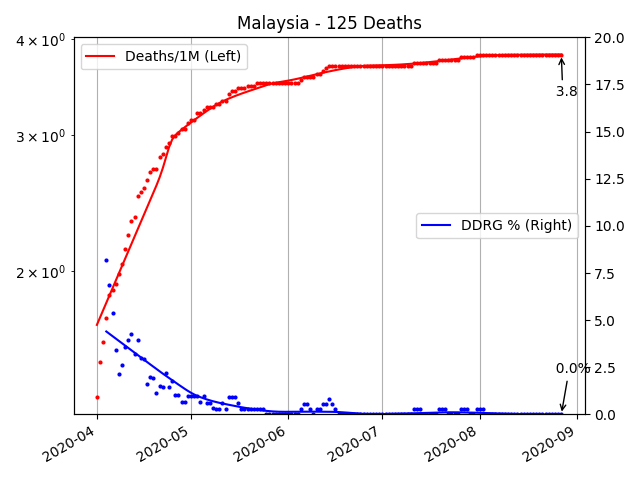 Malaysia - 125 Deaths
4 × 10⁰
3 × 10⁰
2 × 10⁰
Deaths/1M (Left)
DDRG % (Right)
3.8
0.0%
20.0
17.5
15.0
12.5
10.0
7.5
5.0
2.5
0.0
2020-04
2020-05
2020-06
2020-07
2020-08
2020-09